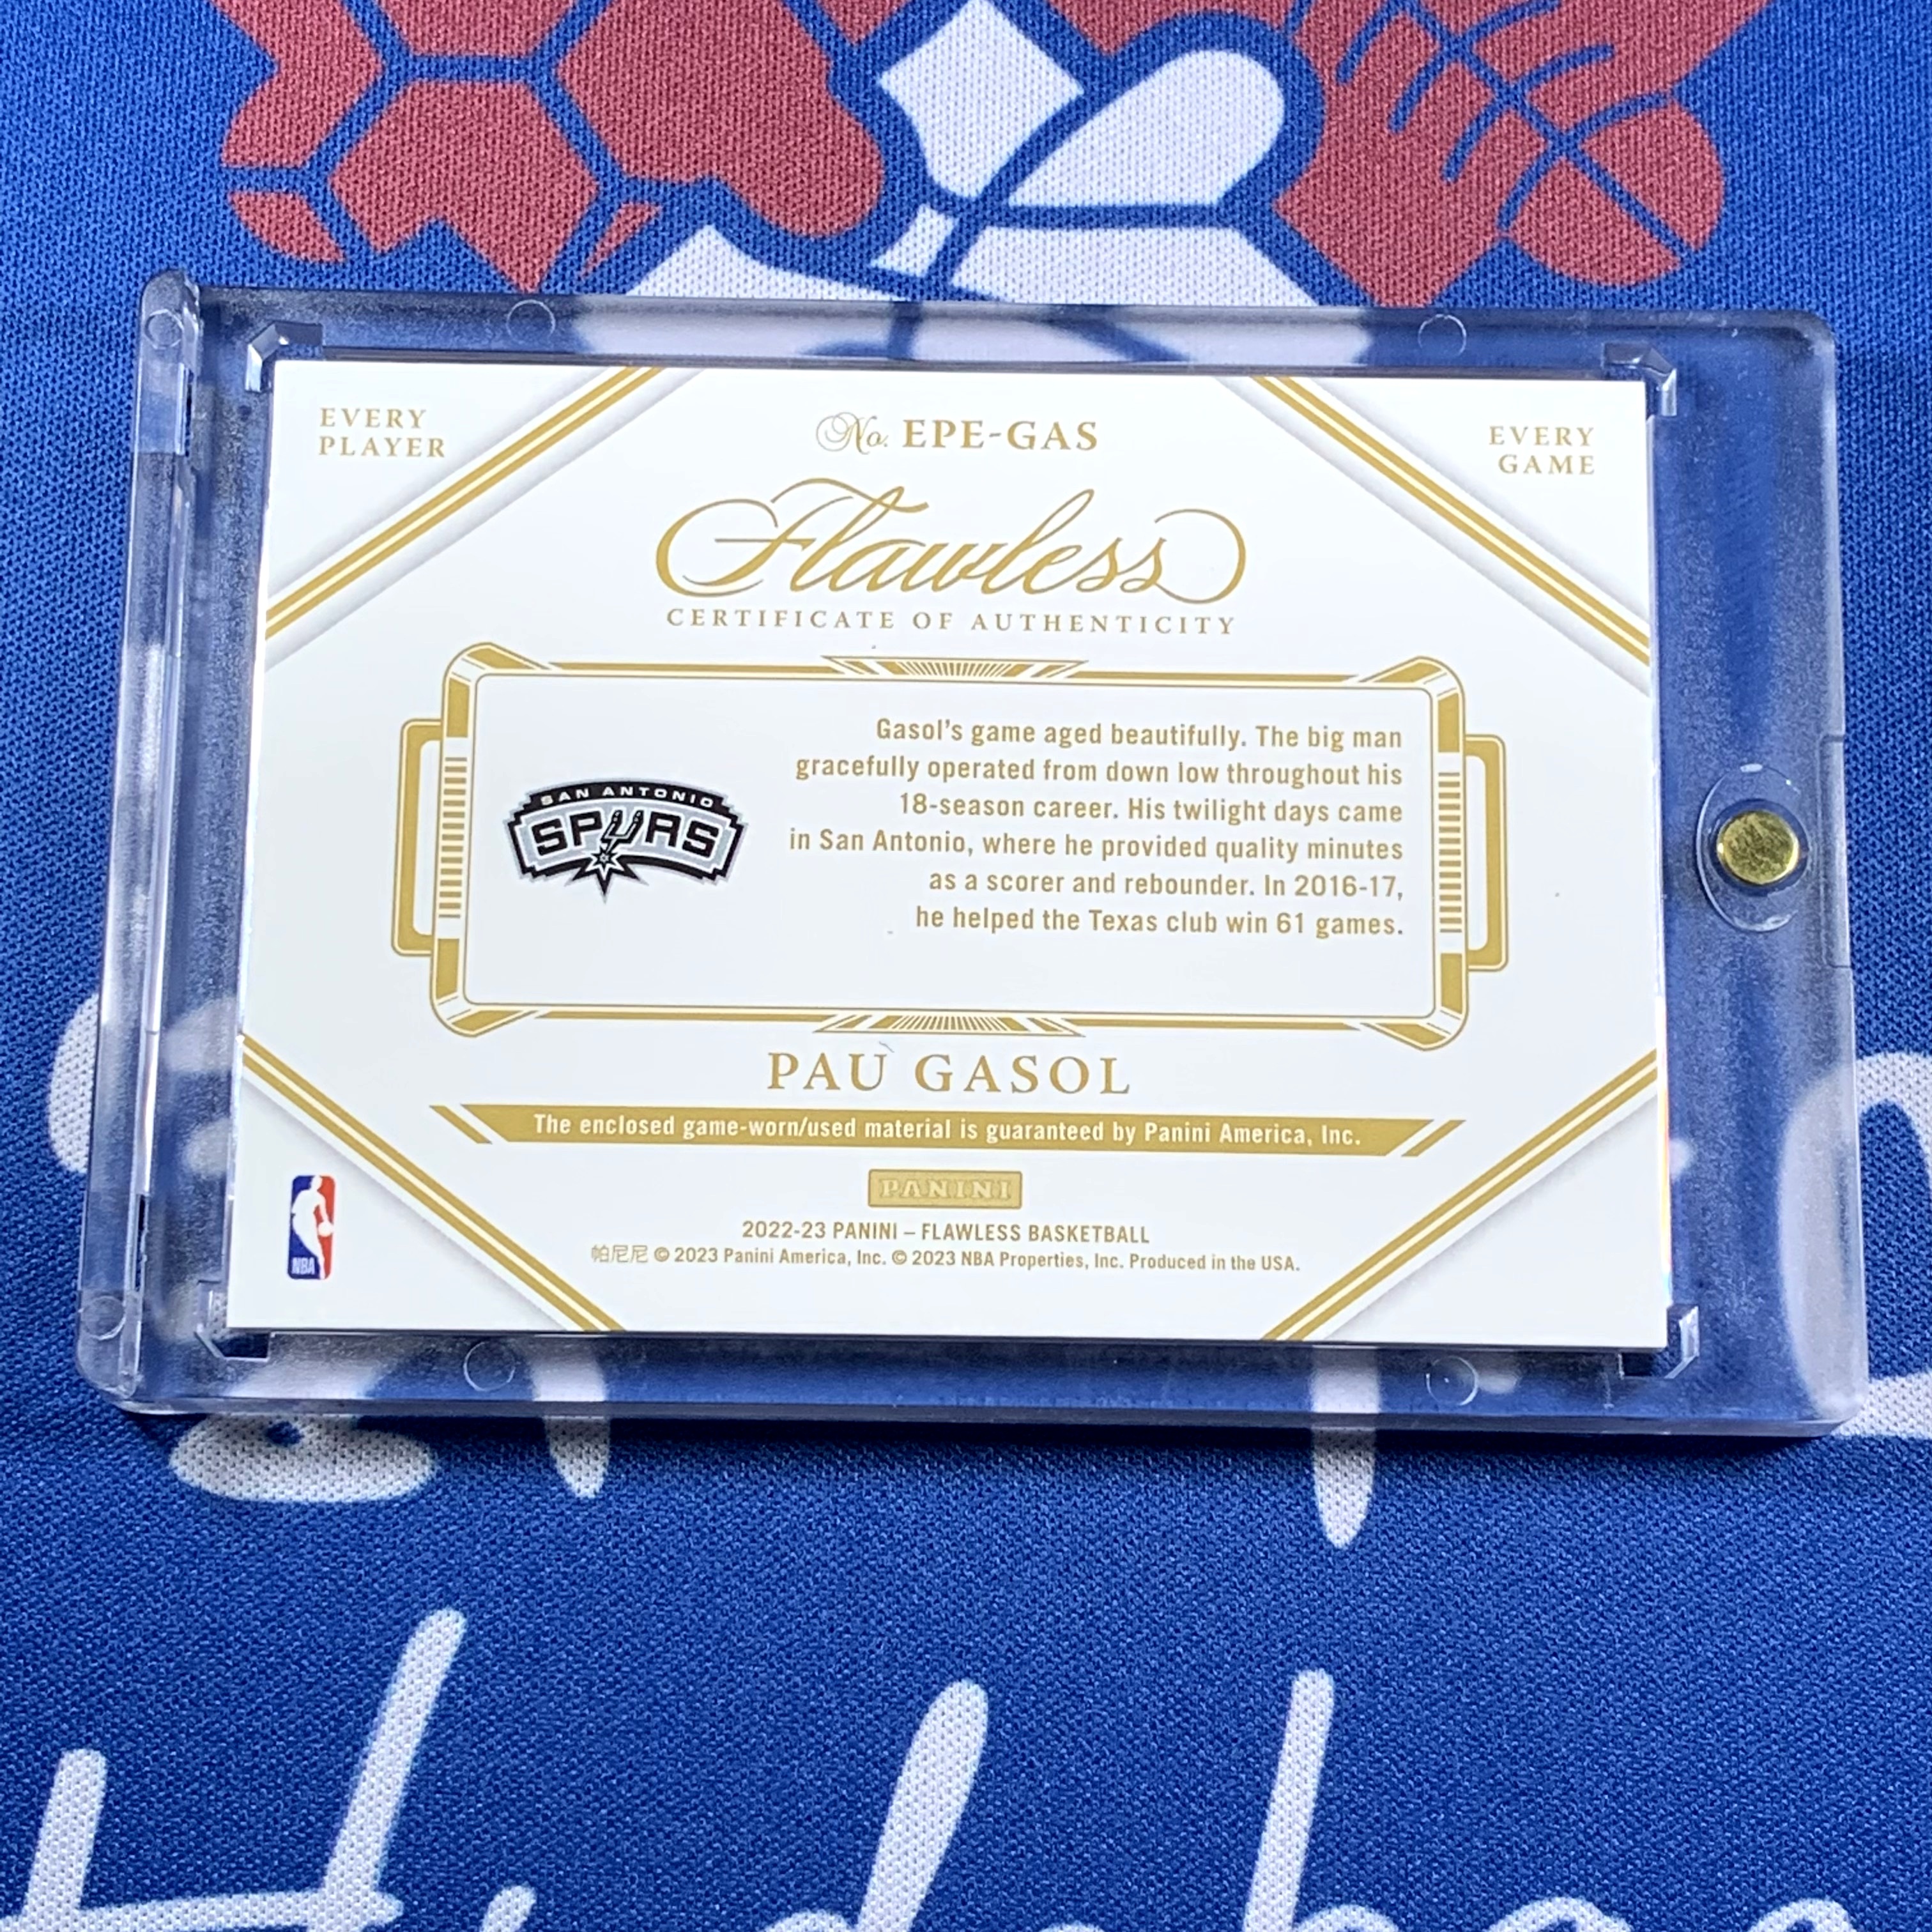 EVERY
PLAYER
No. EPE-GAS
EVERY
GAME
Flawless
CERTIFICATE OF AUTHENTICITY
SAN ANTONIO
SPURS
Gasol's game aged beautifully. The big man
gracefully operated from down low throughout his
18-season career. His twilight days came
in San Antonio, where he provided quality minutes
as a scorer and rebounder. In 2016-17,
he helped the Texas club win 61 games.
PAU GASOL
The enclosed game-worn/used material is guaranteed by Panini America, Inc.
PANINI
NBA
2022-23 PANINI – FLAWLESS BASKETBALL
帕尼尼 © 2023 Panini America, Inc. © 2023 NBA Properties, Inc. Produced in the USA.